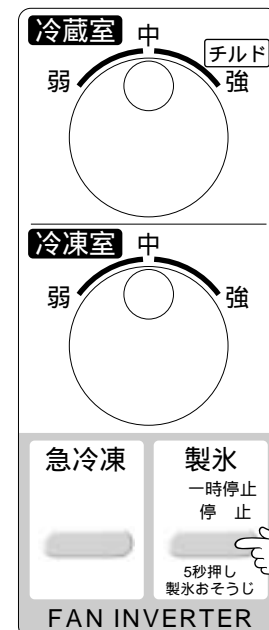 冷蔵室 中
チルド
弱 強
冷凍室 中
弱 強
急冷凍
製氷
一時停止
停 止
5秒押し
製氷おそうじ
FAN INVERTER